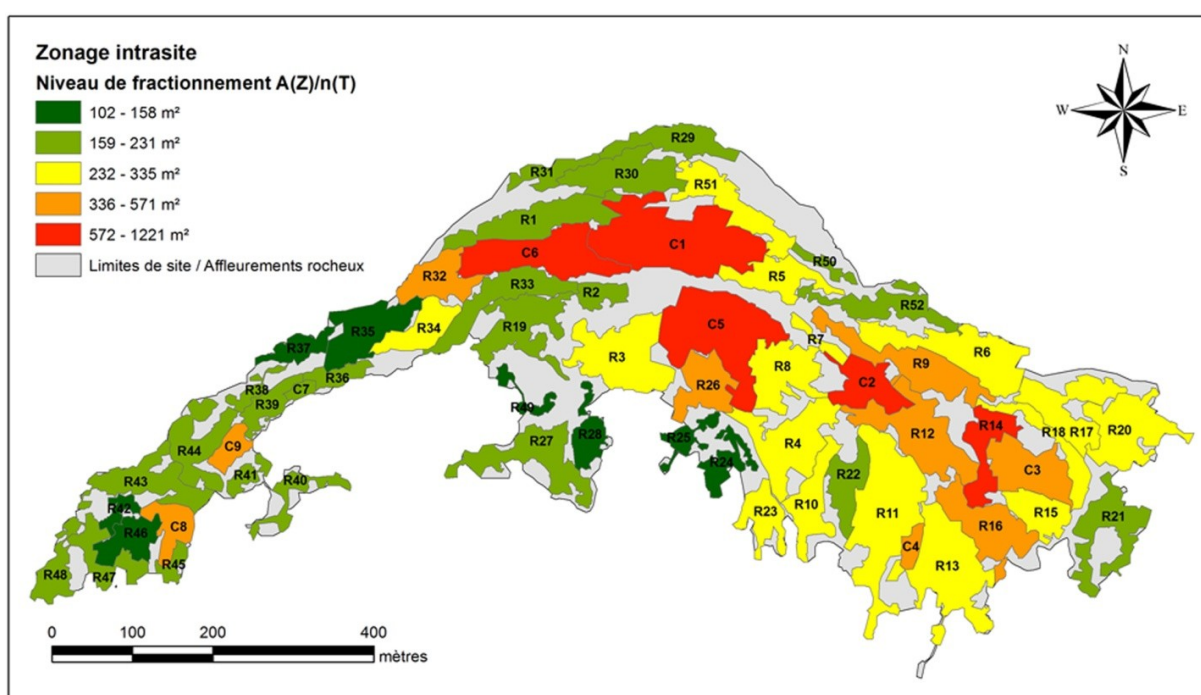 Zonage intrasite
Niveau de fractionnement A(Z)/n(T)
102 - 158 m²
159 - 231 m²
232 - 335 m²
336 - 571 m²
572 - 1221 m²
Limites de site / Affleurements rocheux
N
W E
S
R29
R31
R30
R51
R1
C1
C6
R50
R32
R5
R33
R2
R52
R35
R34
R19
C5
R7
R37
R3
R8
R9
R6
R36
R38
C7
R26
C2
R39
R49
R14
R12
R18
R17
R20
R44
C9
R27
R28
R25
R4
R24
R22
C3
R41
R43
R40
R10
R23
R11
R15
R21
R42
C8
R16
R46
C4
R13
R45
R48
R47
0 100 200 400
mètres